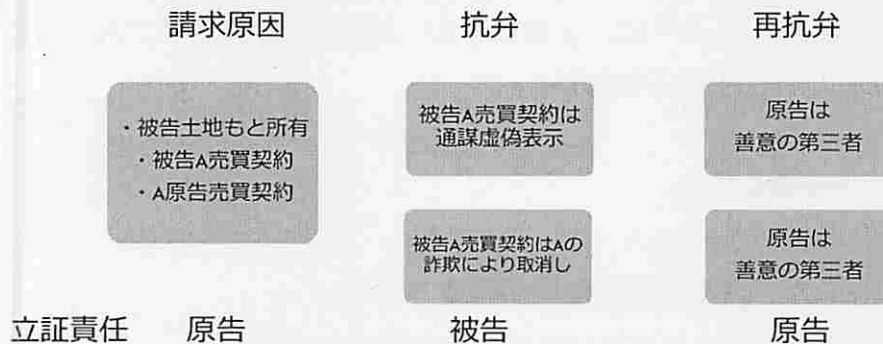 請求原因
抗弁
再抗弁
・被告土地もと所有
・被告A売買契約
・A原告売買契約
被告A売買契約は
通謀虚偽表示
原告は
善意の第三者
被告A売買契約はAの
詐欺により取消し
原告は
善意の第三者
立証責任
原告
被告
原告